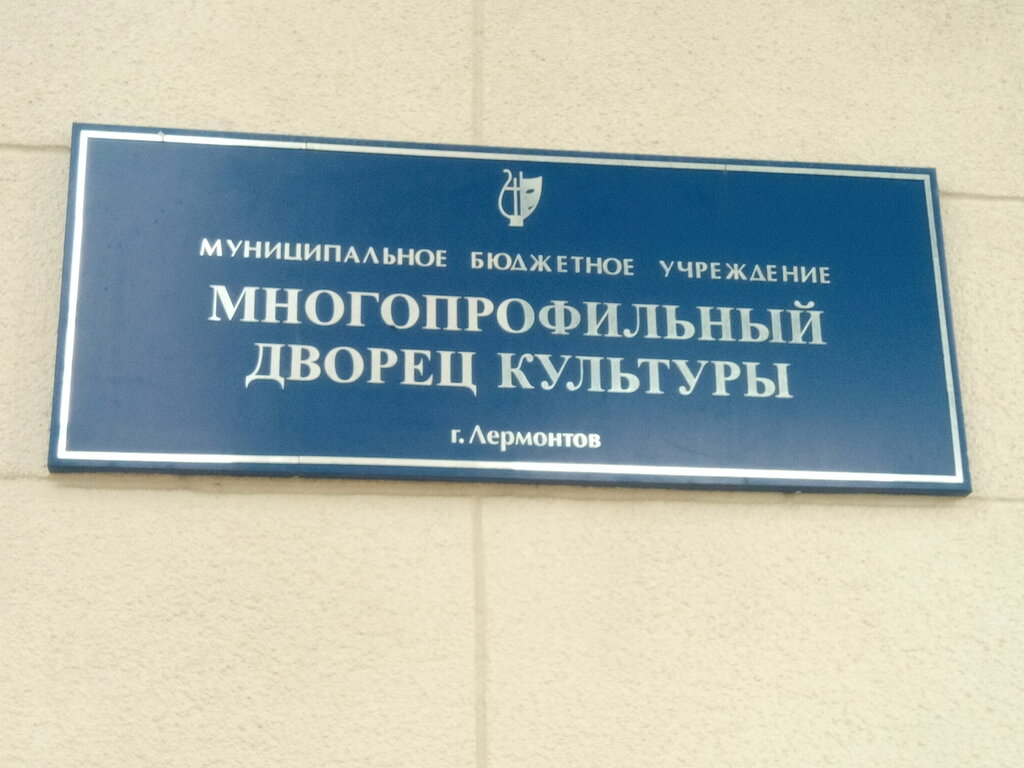 МУНИЦИПАЛЬНОЕ БЮДЖЕТНОЕ УЧРЕЖДЕНИЕ
МНОГОПРОФИЛЬНЫЙ
ДВОРЕЦ КУЛЬТУРЫ
г. Лермонтов